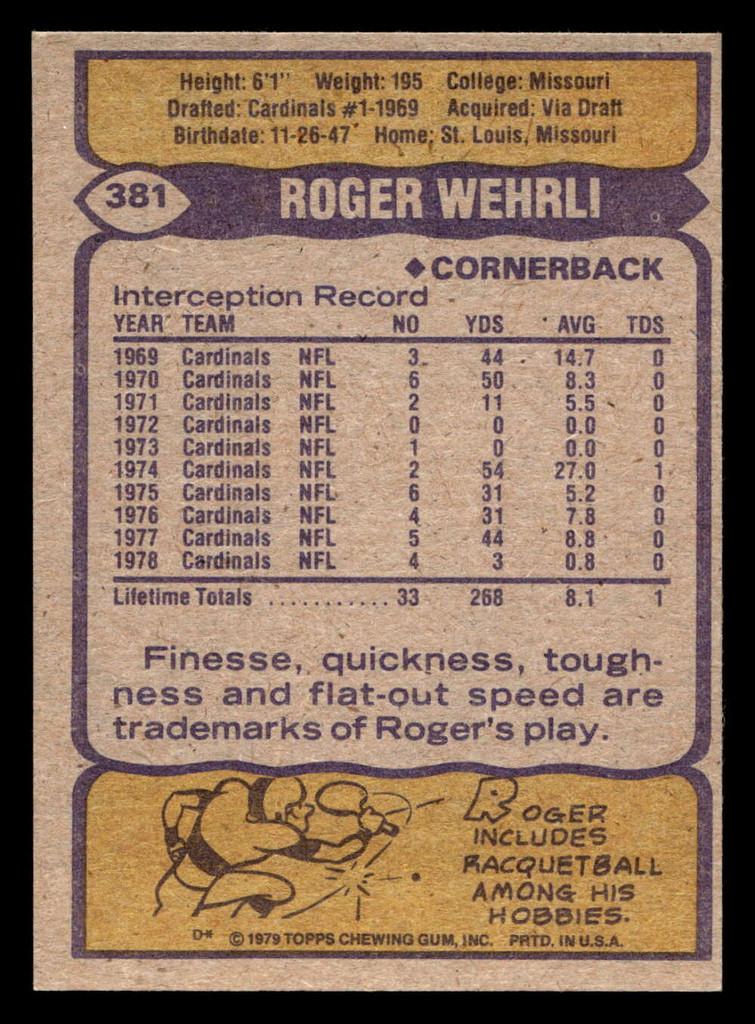 Height: 6'1" Weight: 195 College: Missouri
Drafted: Cardinals #1-1969 Acquired: Via Draft
Birthdate: 11-26-47 Home: St. Louis, Missouri
381 ROGER WEHRLI
◆CORNERBACK
Interception Record
YEAR TEAM NO YDS AVG TDS
1969 Cardinals NFL 3 44 14.7 0
1970 Cardinals NFL 6 50 8.3 0
1971 Cardinals NFL 2 11 5.5 0
1972 Cardinals NFL 0 0 0.0 0
1973 Cardinals NFL 1 0 0.0 0
1974 Cardinals NFL 2 54 27.0 1
1975 Cardinals NFL 6 31 5.2 0
1976 Cardinals NFL 4 31 7.8 0
1977 Cardinals NFL 5 44 8.8 0
1978 Cardinals NFL 4 3 0.8 0
Lifetime Totals ........... 33 268 8.1 1
Finesse, quickness, tough-
ness and flat-out speed are
trademarks of Roger's play.
ROGER
INCLUDES
RACQUETBALL
AMONG HIS
HOBBIES.
D* © 1979 TOPPS CHEWING GUM, INC. PRTD. IN U.S.A.